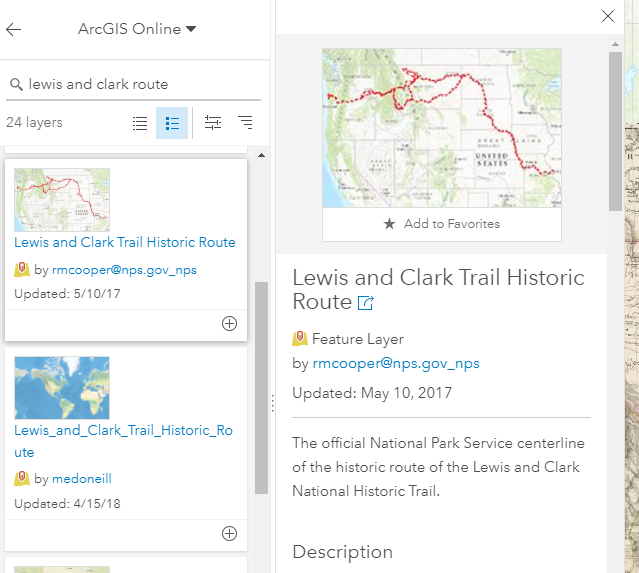 ArcGIS Online
lewis and clark route
24 layers
Lewis and Clark Trail Historic Route
by rmcooper@nps.gov_nps
Updated: 5/10/17
Lewis_and_Clark_Trail_Historic_Ro
ute
by medoneill
Updated: 4/15/18
UNITED
STATES
Add to Favorites
Lewis and Clark Trail Historic
Route
Feature Layer
by rmcooper@nps.gov_nps
Updated: May 10, 2017
The official National Park Service centerline
of the historic route of the Lewis and Clark
National Historic Trail.
Description